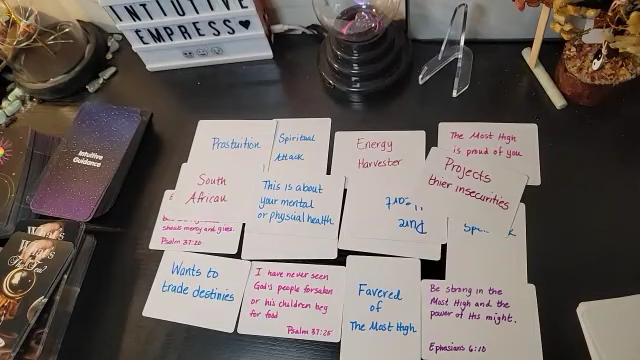 INTUITIVE
EMPRESS
Intuitive
Guidance
Prostuition
Spiritual
Attack
Energy
Harvester
The Most High
is proud of you
South
African
This is about
your mental
or physical health
Pure
Projects
thier insecurities
shows mercy and gives.
Psalm 37:26
Wants to
trade destinies
I have never seen
God's people forsaken
or his children beg
for food
Psalm 37:25
Favered
of
The Most High
Be strong in the
Most High and the
power of His might.
Ephesians 6:10